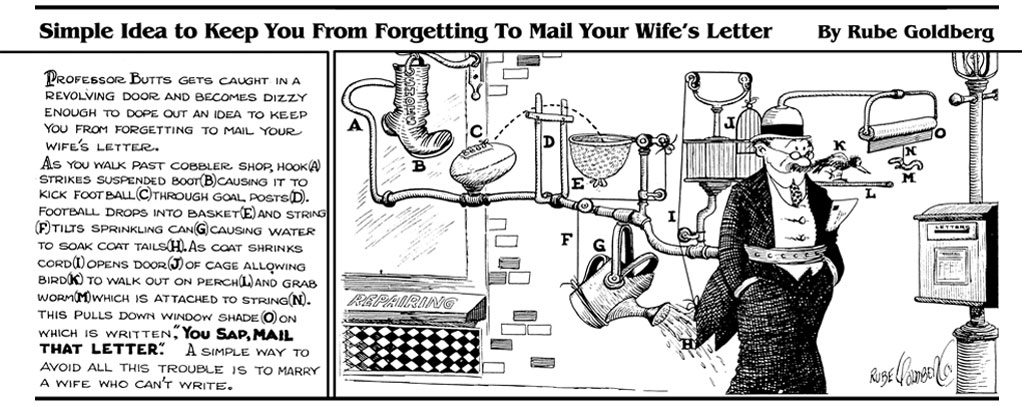 Simple Idea to Keep You From Forgetting To Mail Your Wife's Letter By Rube Goldberg
PROFESSOR BUTTS GETS CAUGHT IN A
REVOLVING DOOR AND BECOMES DIZZY
ENOUGH TO DOPE OUT AN IDEA TO KEEP
YOU FROM FORGETTING TO MAIL YOUR
WIFE'S LETTER.
AS YOU WALK PAST COBBLER SHOP, HOOK(A)
STRIKES SUSPENDED BOOT(B) CAUSING IT TO
KICK FOOTBALL(C) THROUGH GOAL POSTS(D).
FOOTBALL DROPS INTO BASKET(E) AND STRING
(F) TILTS SPRINKLING CAN(G) CAUSING WATER
TO SOAK COAT TAILS(H). AS COAT SHRINKS
CORD(I) OPENS DOOR(J) OF CAGE ALLOWING
BIRD(K) TO WALK OUT ON PERCH(L) AND GRAB
WORM(M) WHICH IS ATTACHED TO STRING(N).
THIS PULLS DOWN WINDOW SHADE(O) ON
WHICH IS WRITTEN, "YOU SAP, MAIL
THAT LETTER." A SIMPLE WAY TO
AVOID ALL THIS TROUBLE IS TO MARRY
A WIFE WHO CAN'T WRITE.
A
B
C
D
E
F
G
H
I
J
K
L
M
N
O
REPAIRING
LETTERS
RUBE GOLDBERG